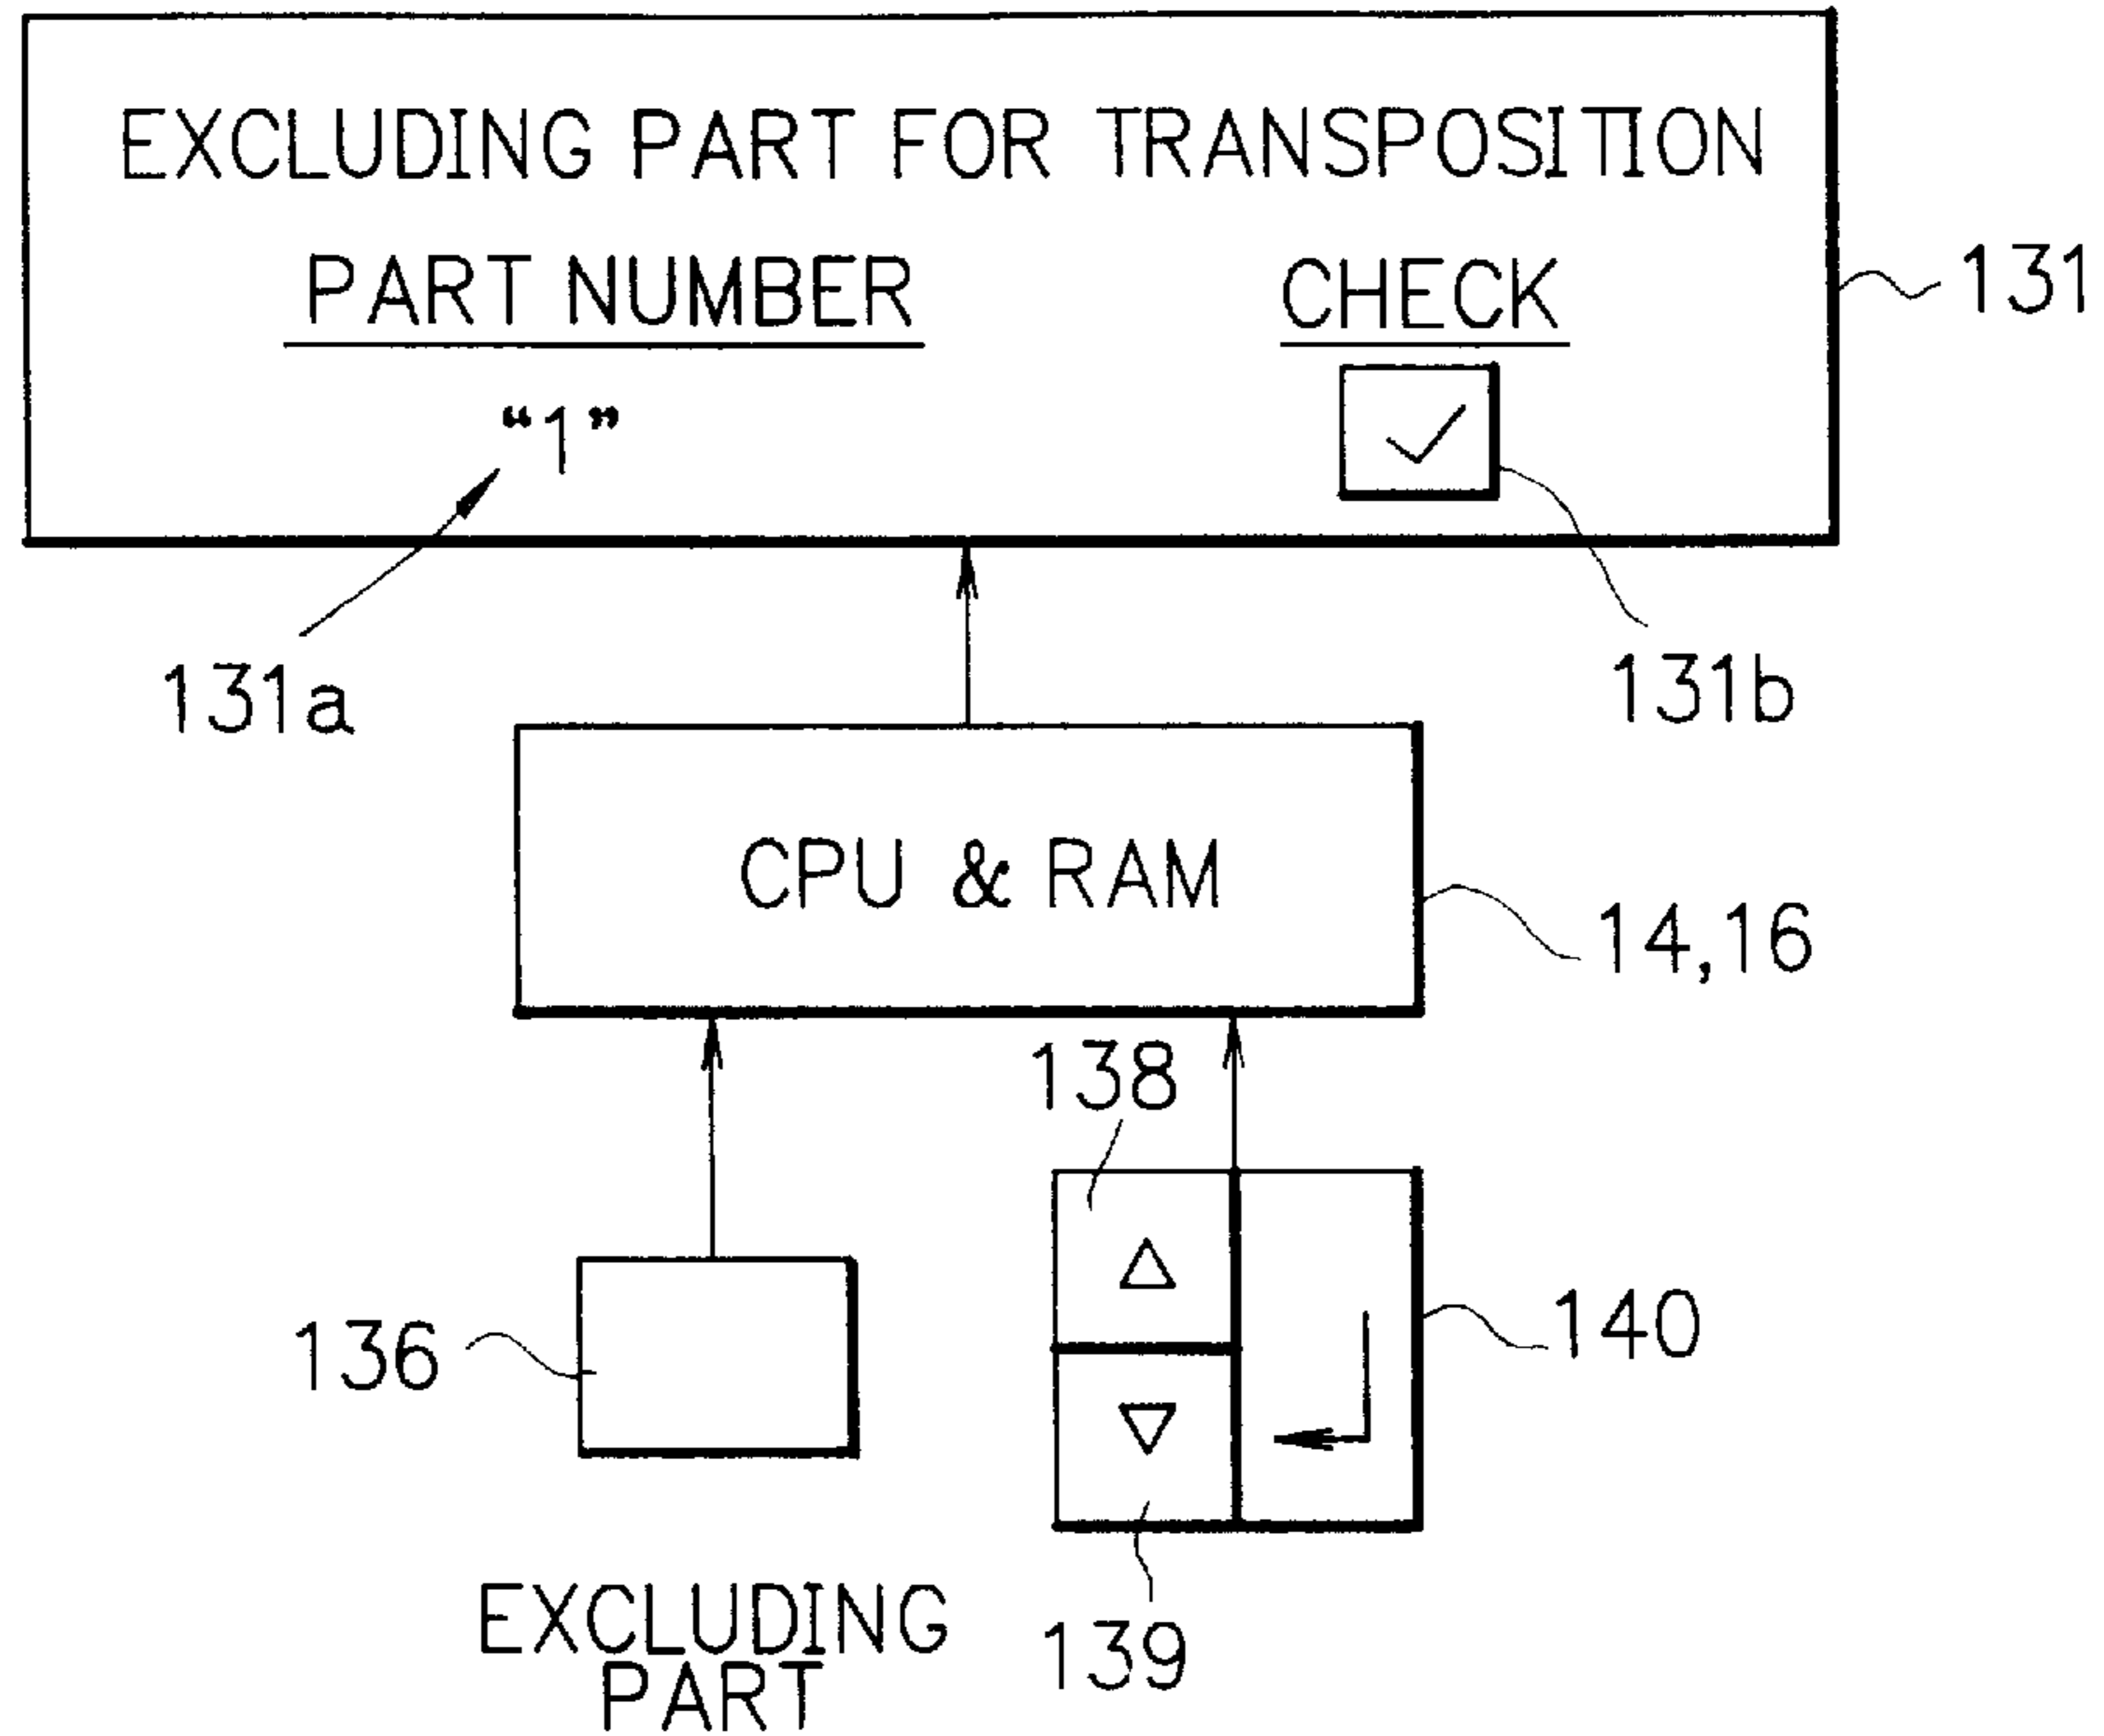 EXCLUDING PART FOR TRANSPOSITION
PART NUMBER CHECK
131
“1”
131a
131b
CPU & RAM
14,16
138
136
140
139
EXCLUDING
PART